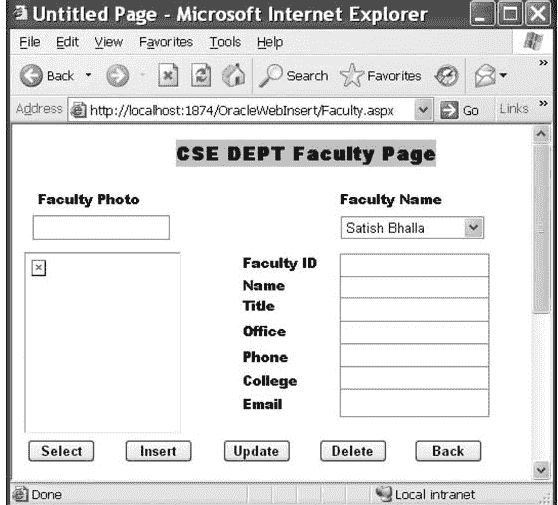 Untitled Page - Microsoft Internet Explorer
File Edit View Favorites Tools Help
Back Search Favorites »
Address http://localhost:1874/OracleWebInsert/Faculty.aspx Go Links »
CSE DEPT Faculty Page
Faculty Photo Faculty Name
Satish Bhalla
Faculty ID
Name
Title
Office
Phone
College
Email
Select Insert Update Delete Back
Done Local intranet